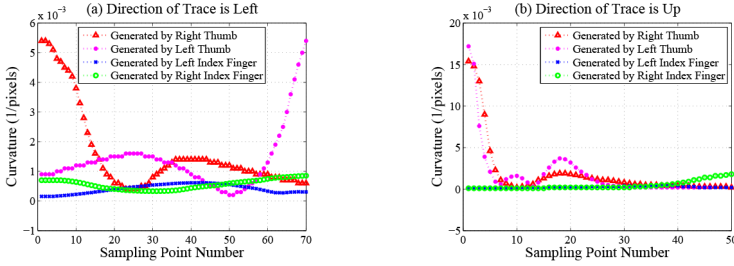 (a) Direction of Trace is Left
x 10⁻³
6
5
4
3
2
1
0
−1
0 10 20 30 40 50 60 70
Curvature (1/pixels)
Sampling Point Number
Generated by Right Thumb
Generated by Left Thumb
Generated by Left Index Finger
Generated by Right Index Finger
(b) Direction of Trace is Up
x 10⁻³
20
15
10
5
0
−5
0 10 20 30 40 50
Curvature (1/pixels)
Sampling Point Number
Generated by Right Thumb
Generated by Left Thumb
Generated by Left Index Finger
Generated by Right Index Finger